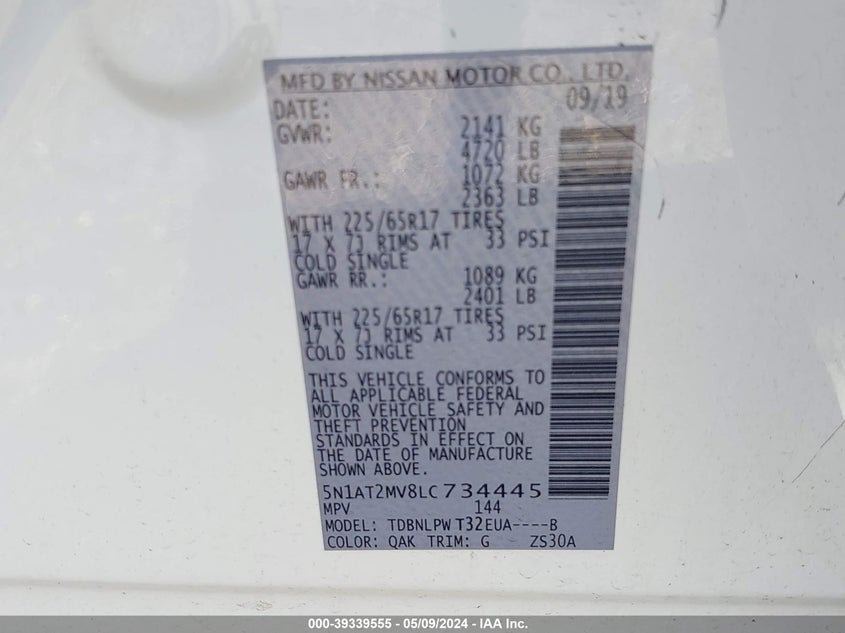 MFD BY NISSAN MOTOR CO., LTD.
DATE: 09/19
GVWR: 2141 KG
4720 LB
GAWR FR.: 1072 KG
2363 LB
WITH 225/65R17 TIRES
17 X 7J RIMS AT 33 PSI
COLD SINGLE
GAWR RR.: 1089 KG
2401 LB
WITH 225/65R17 TIRES
17 X 7J RIMS AT 33 PSI
COLD SINGLE
THIS VEHICLE CONFORMS TO
ALL APPLICABLE FEDERAL
MOTOR VEHICLE SAFETY AND
THEFT PREVENTION
STANDARDS IN EFFECT ON
THE DATE OF MANUFACTURE
SHOWN ABOVE.
5N1AT2MV8LC734445
MPV 144
MODEL: TDBNLPW T32EUA----B
COLOR: QAK TRIM: G ZS30A
000-39339555 - 05/09/2024 - IAA Inc.